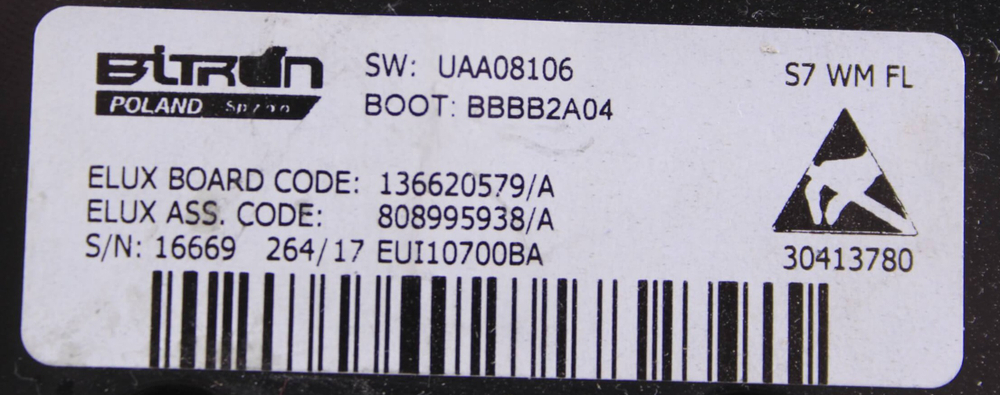 BITRON
POLAND Sp.z o.o.
SW: UAA08106
BOOT: BBBB2A04
S7 WM FL
ELUX BOARD CODE: 136620579/A
ELUX ASS. CODE: 808995938/A
S/N: 16669 264/17 EUI10700BA
30413780